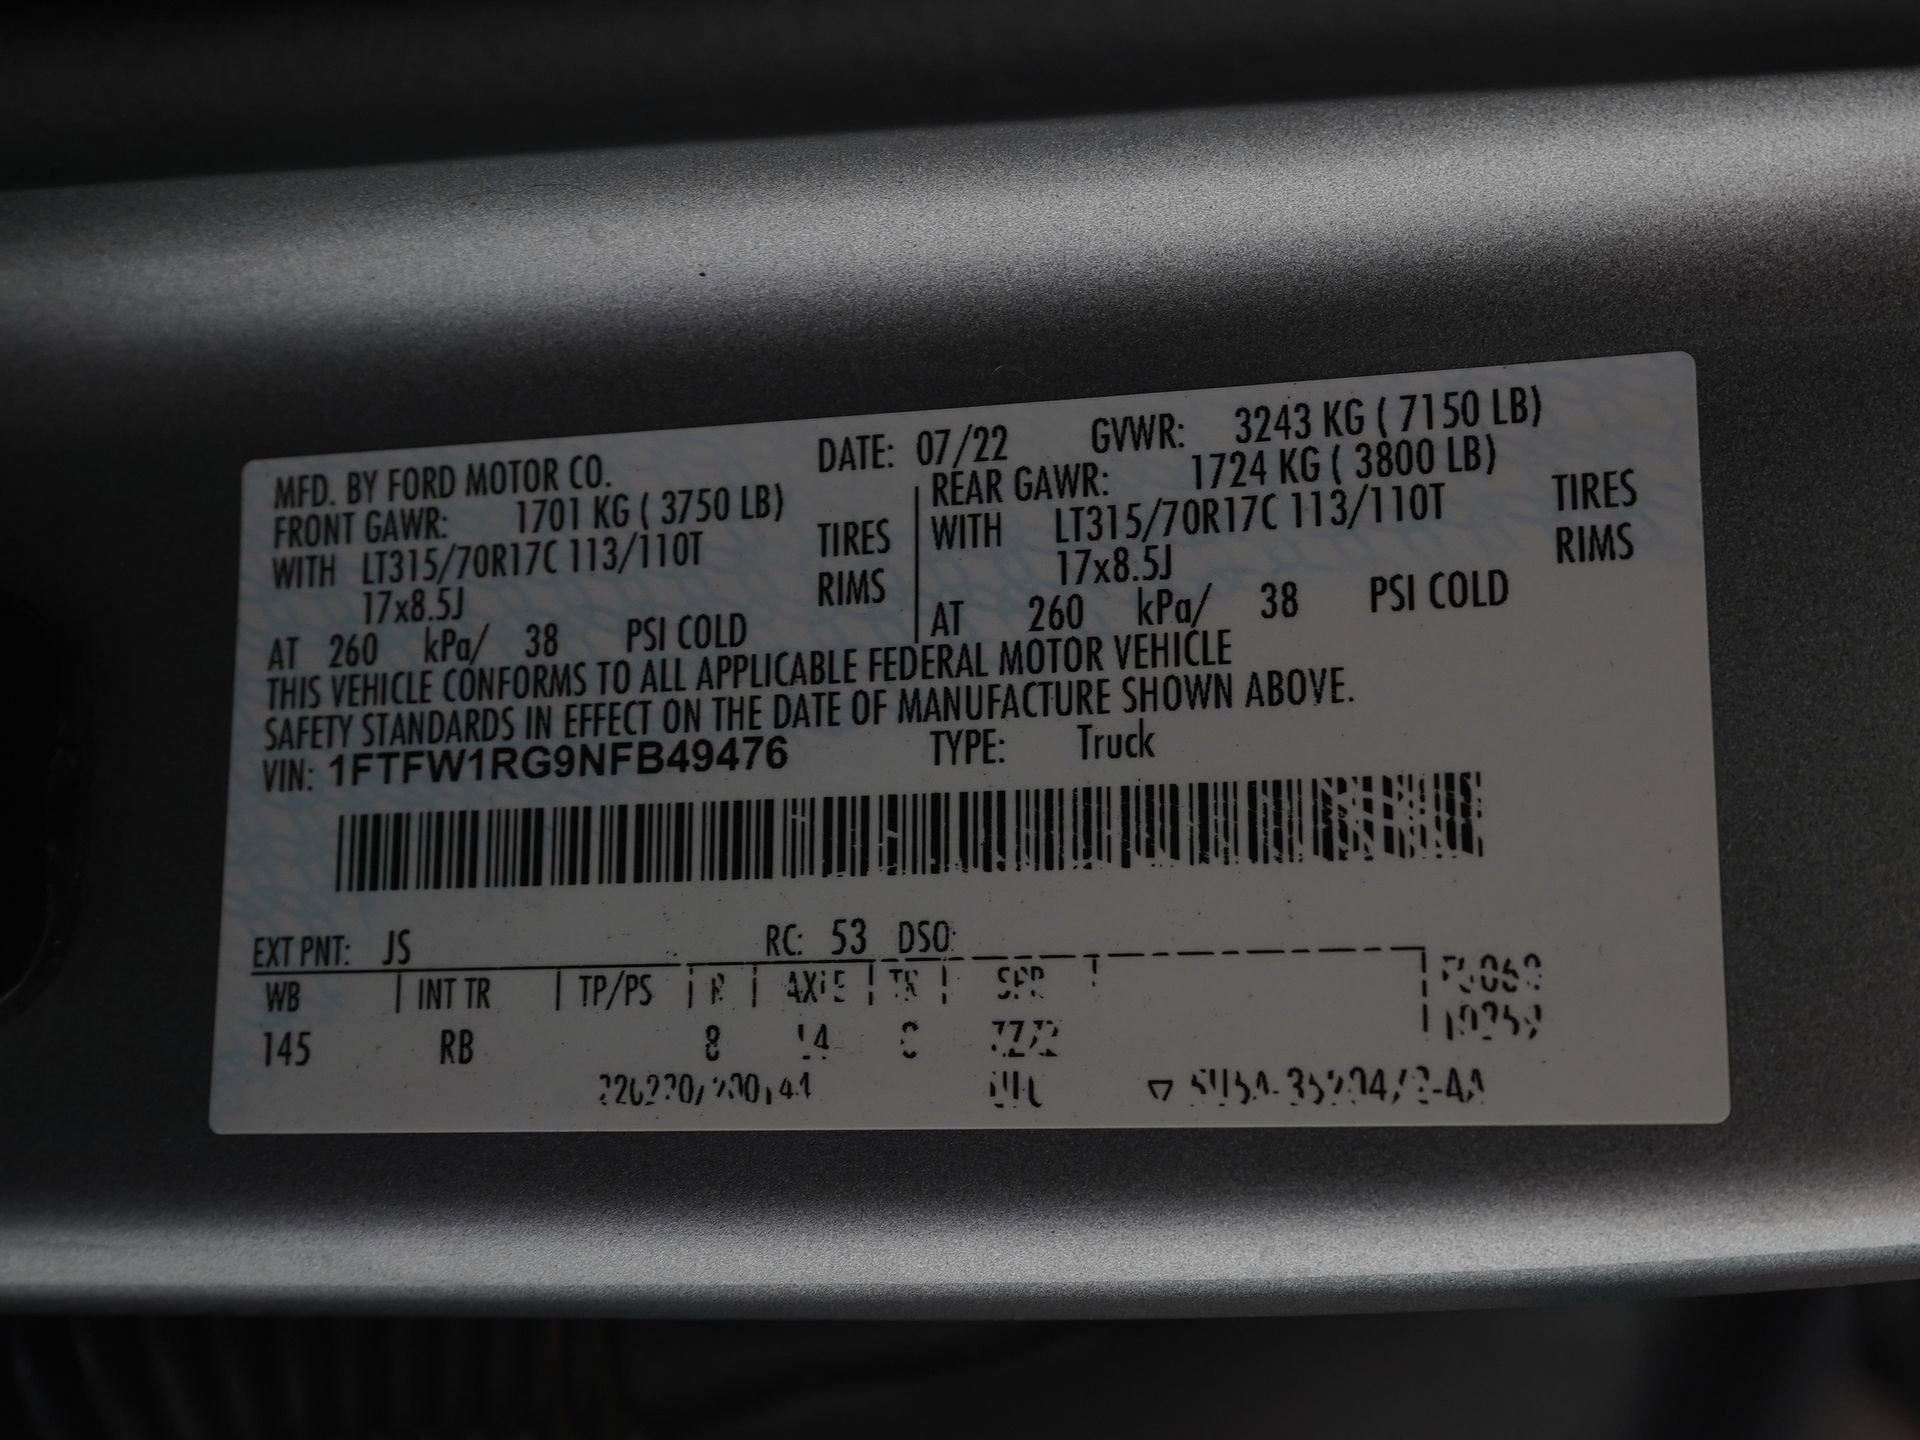 MFD. BY FORD MOTOR CO. DATE: 07/22 GVWR: 3243 KG ( 7150 LB)
FRONT GAWR: 1701 KG ( 3750 LB) REAR GAWR: 1724 KG ( 3800 LB)
WITH LT315/70R17C 113/110T TIRES WITH LT315/70R17C 113/110T TIRES
17x8.5J RIMS 17x8.5J RIMS
AT 260 kPa/ 38 PSI COLD AT 260 kPa/ 38 PSI COLD
THIS VEHICLE CONFORMS TO ALL APPLICABLE FEDERAL MOTOR VEHICLE
SAFETY STANDARDS IN EFFECT ON THE DATE OF MANUFACTURE SHOWN ABOVE.
VIN: 1FTFW1RG9NFB49476 TYPE: Truck
EXT PNT: JS RC: 53 DSO:
WB INT TR TP/PS R AXLE TR SPR
145 RB 8 L4 C